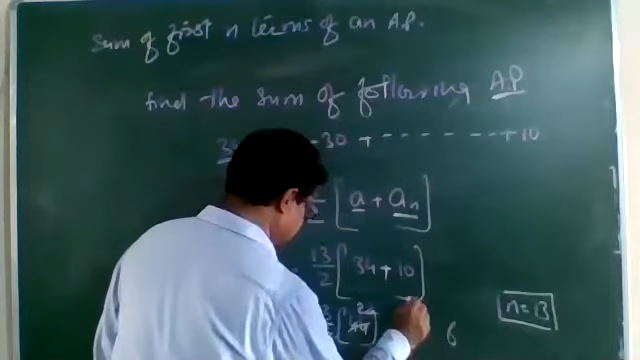 Sum of first n terms of an A.P.
find the sum of following AP
30 + - - - - - - - + 10
[a + an]
13/2 [34 + 10]
n = 13
6